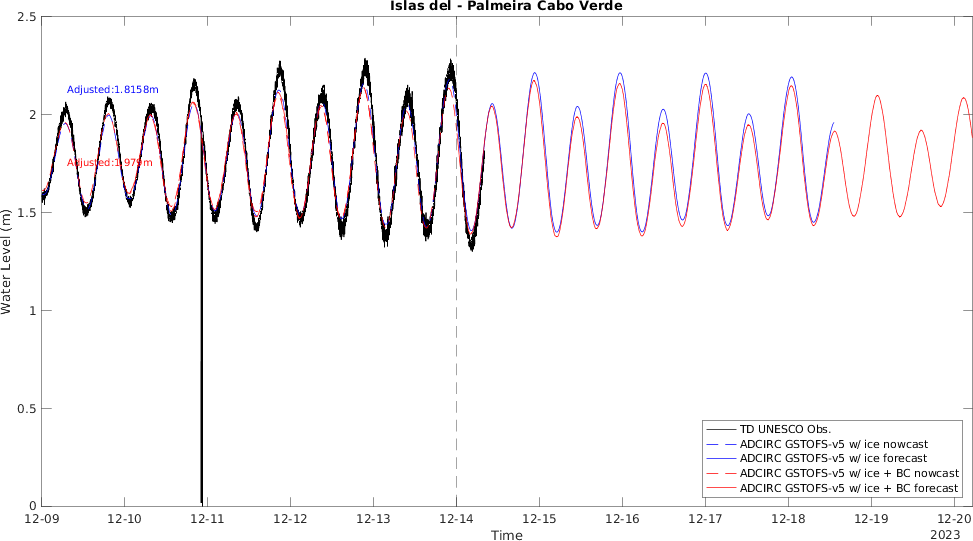 Islas del - Palmeira Cabo Verde
2.5
2
1.5
1
0.5
0
Water Level (m)
Adjusted:1.8158m
Adjusted:1.979m
TD UNESCO Obs.
ADCIRC GSTOFS-v5 w/ ice nowcast
ADCIRC GSTOFS-v5 w/ ice forecast
ADCIRC GSTOFS-v5 w/ ice + BC nowcast
ADCIRC GSTOFS-v5 w/ ice + BC forecast
12-09 12-10 12-11 12-12 12-13 12-14 12-15 12-16 12-17 12-18 12-19 12-20
Time
2023